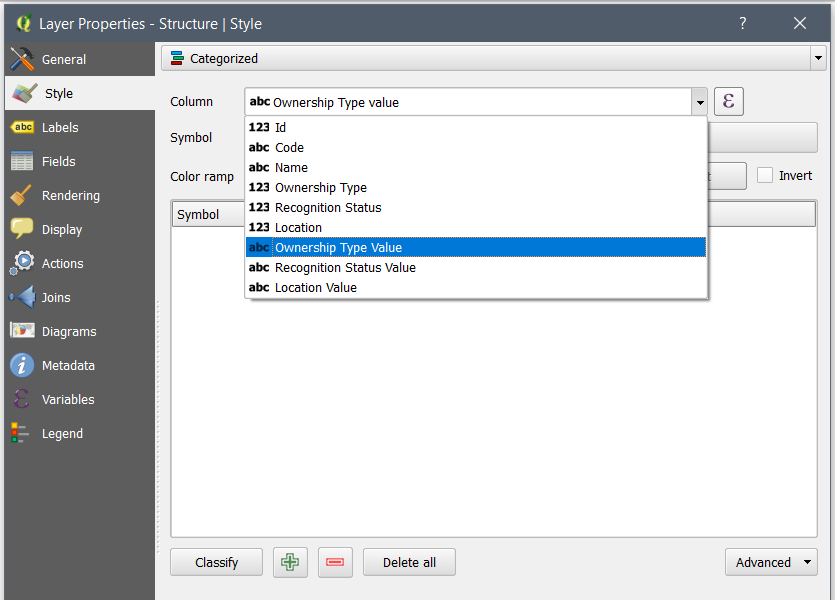 Layer Properties - Structure | Style
?
General
Style
abc
Labels
Fields
Rendering
Display
Actions
Joins
Diagrams
Metadata
Variables
Legend
Categorized
Column
abc Ownership Type value
ε
Symbol
Color ramp
Invert
123 Id
abc Code
abc Name
123 Ownership Type
123 Recognition Status
123 Location
abc Ownership Type Value
abc Recognition Status Value
abc Location Value
Symbol
Classify
Delete all
Advanced